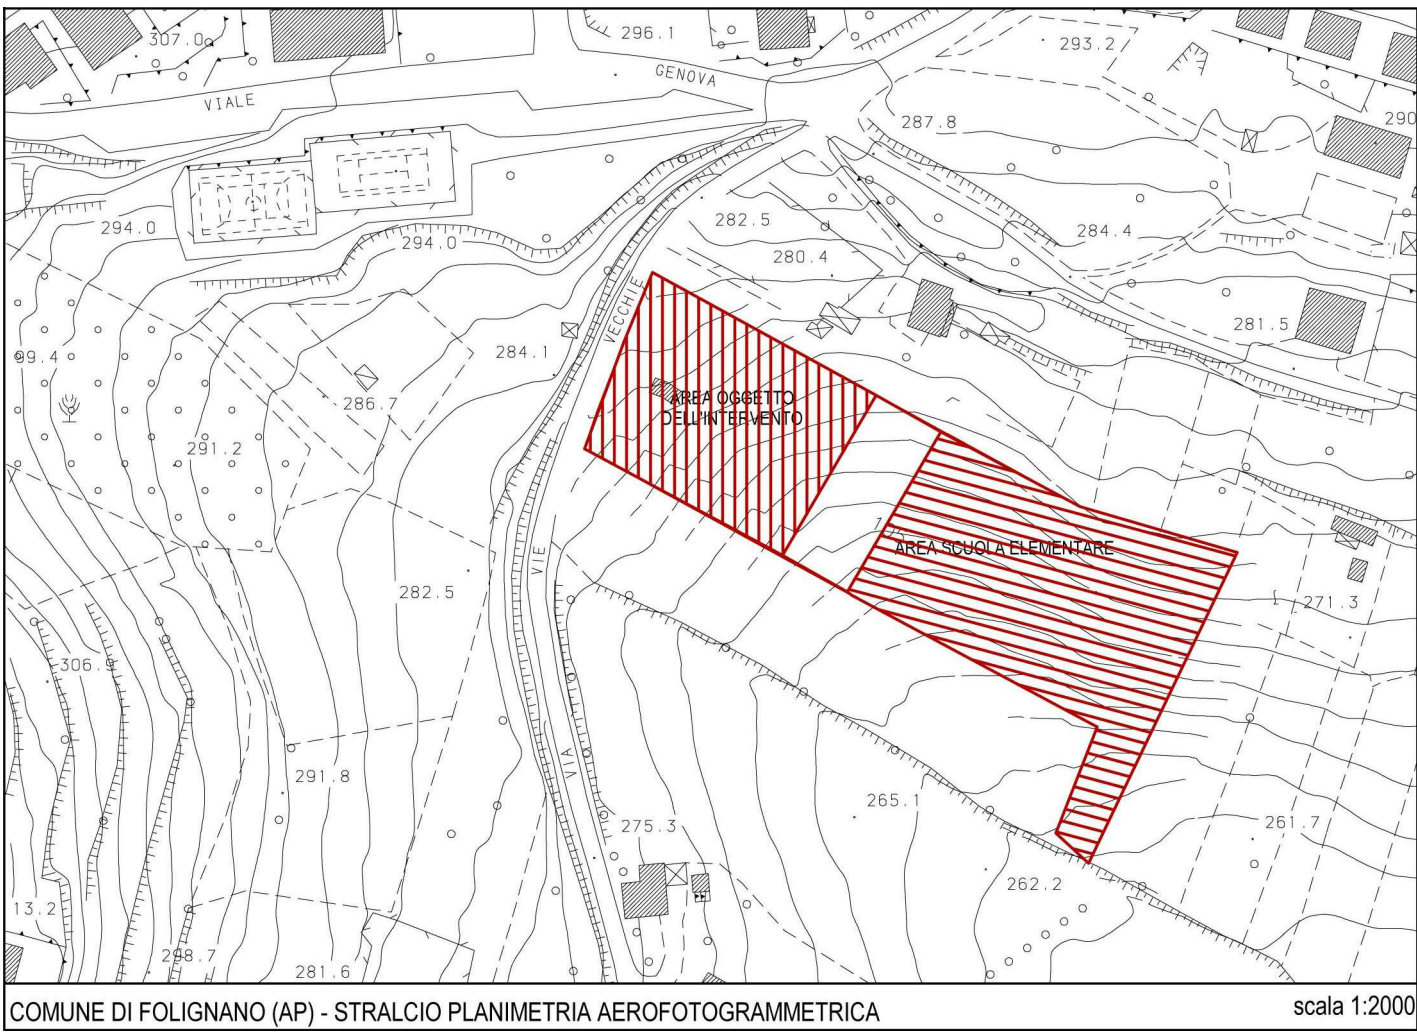 307.0
296.1
293.2
GENOVA
VIALE
287.8
290
294.0
294.0
282.5
284.4
280.4
281.5
VECCHIE
284.1
99.4
286.7
AREA OGGETTO
DELL'INTERVENTO
291.2
AREA SCUOLA ELEMENTARE
VIE
282.5
271.3
306.9
VIA
291.8
265.1
275.3
261.7
262.2
13.2
298.7
281.6
COMUNE DI FOLIGNANO (AP) - STRALCIO PLANIMETRIA AEROFOTOGRAMMETRICA
scala 1:2000